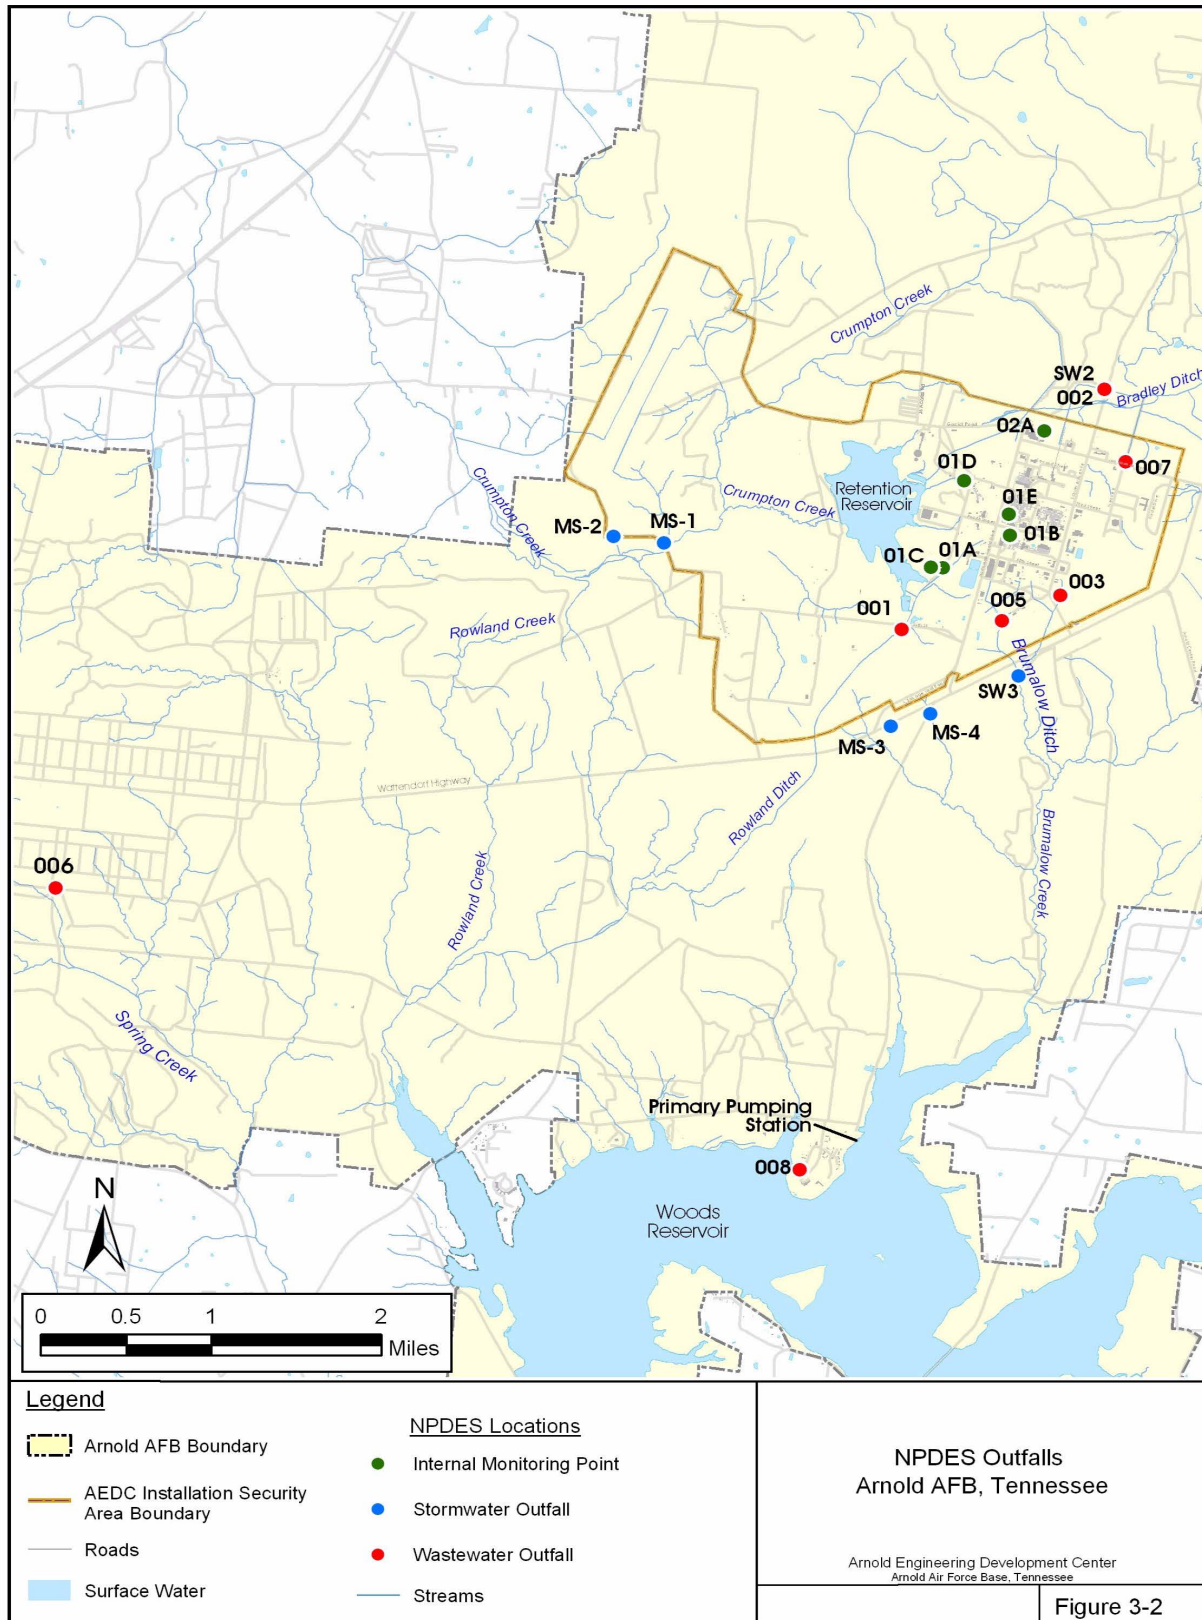 Crumpton Creek
SW2
002
Bradley Ditch
02A
007
01D
Retention
Reservoir
01E
Crumpton Creek
Crumpton Creek
MS-2
MS-1
01B
01C
01A
003
001
005
Rowland Creek
Brumalow Ditch
SW3
MS-4
MS-3
Wattendorf Highway
Rowland Ditch
Brumalow Creek
006
Rowland Creek
Spring Creek
Primary Pumping
Station
008
N
Woods
Reservoir
0 0.5 1 2
Miles
Legend
Arnold AFB Boundary
AEDC Installation Security
Area Boundary
Roads
Surface Water
NPDES Locations
Internal Monitoring Point
Stormwater Outfall
Wastewater Outfall
Streams
NPDES Outfalls
Arnold AFB, Tennessee
Arnold Engineering Development Center
Arnold Air Force Base, Tennessee
Figure 3-2